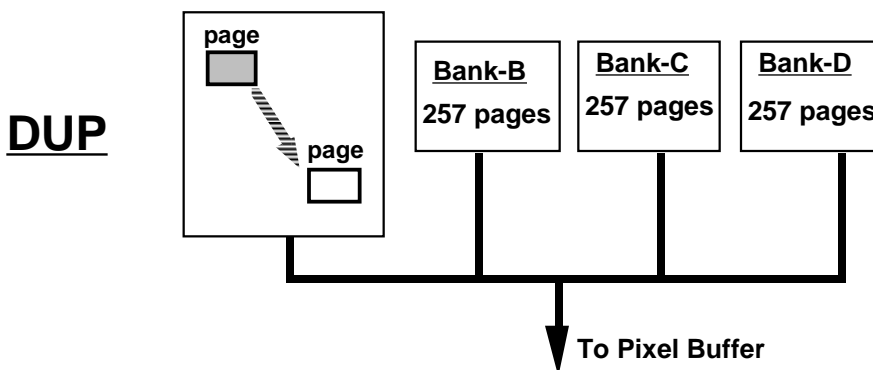 DUP
page
page
Bank-B
257 pages
Bank-C
257 pages
Bank-D
257 pages
To Pixel Buffer